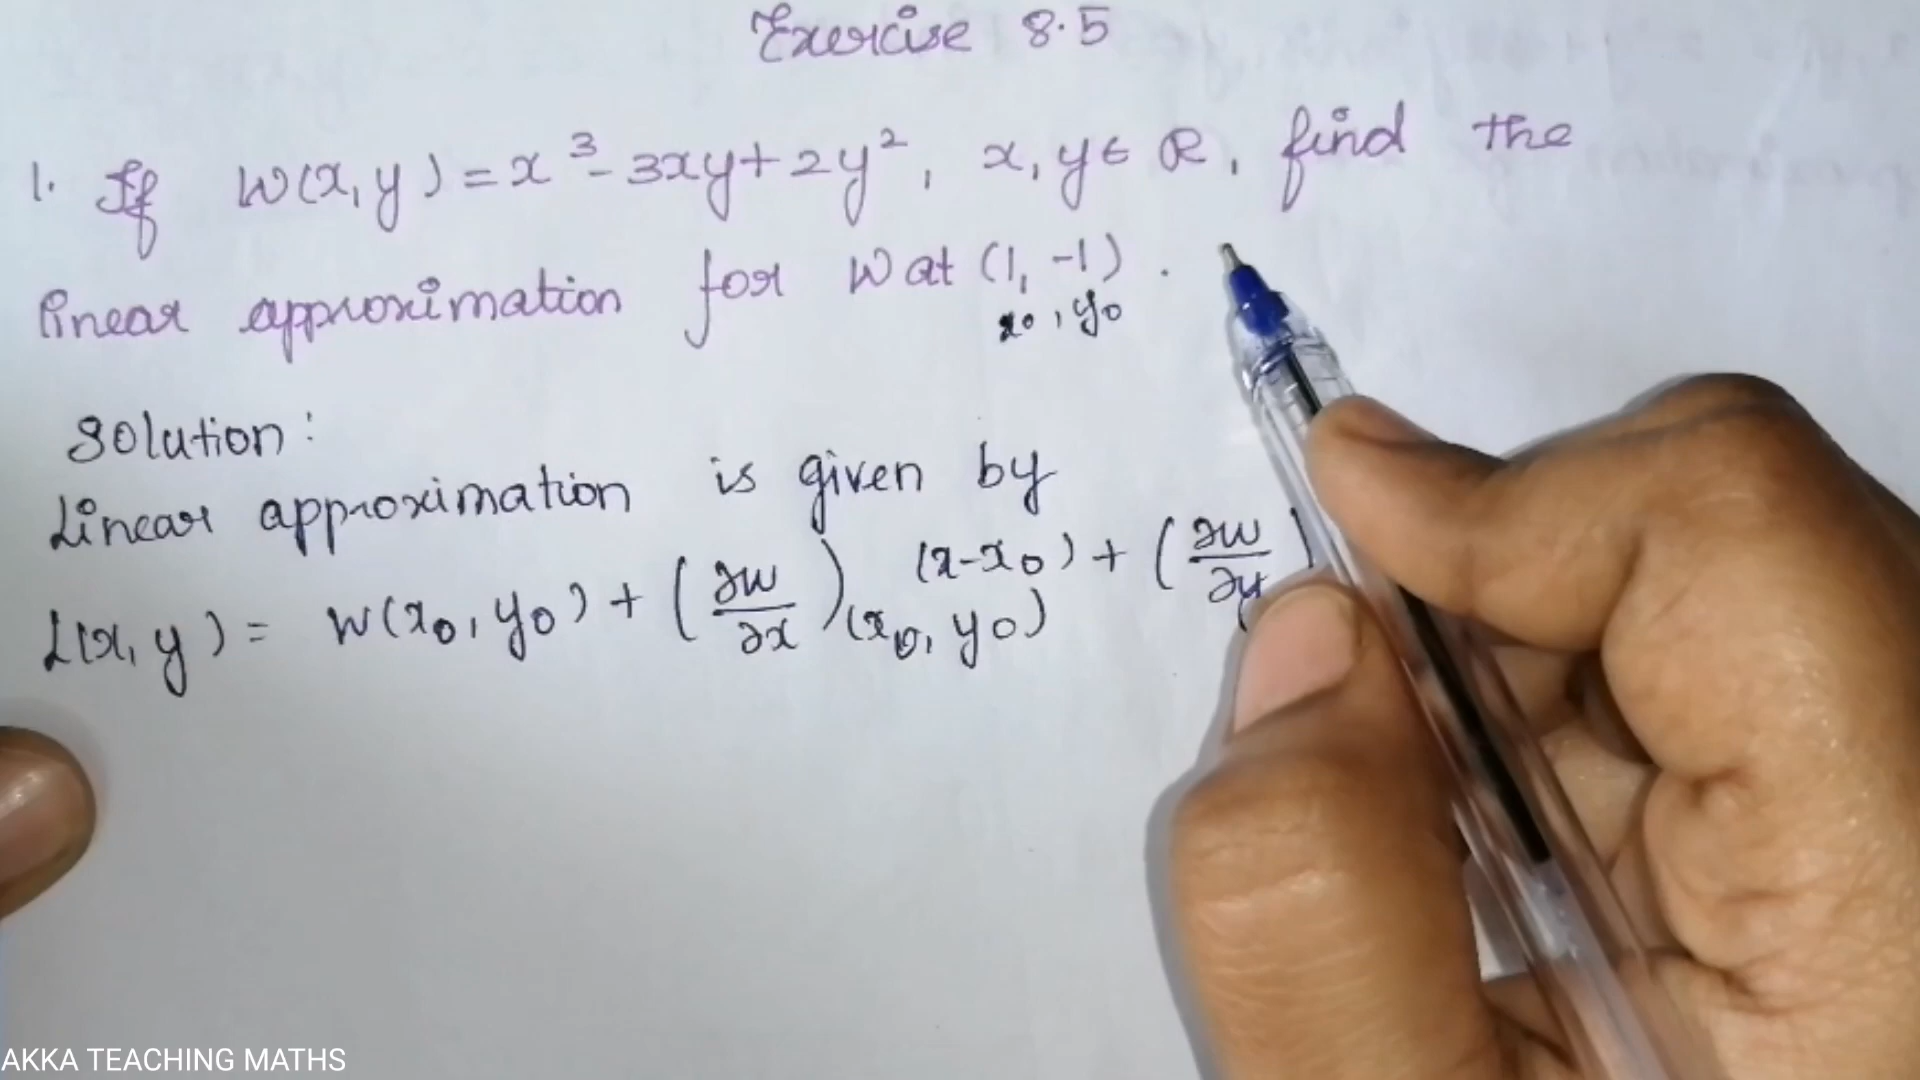 Exercise 8.5
1. If W(x, y) = x³ - 3xy + 2y², x, y ∈ R, find the
linear approximation for W at (1, -1).
x₀, y₀
Solution:
Linear approximation is given by
L(x, y) = W(x₀, y₀) + (∂w/∂x)(x₀, y₀) (x-x₀) + (∂w/∂y)
AKKA TEACHING MATHS